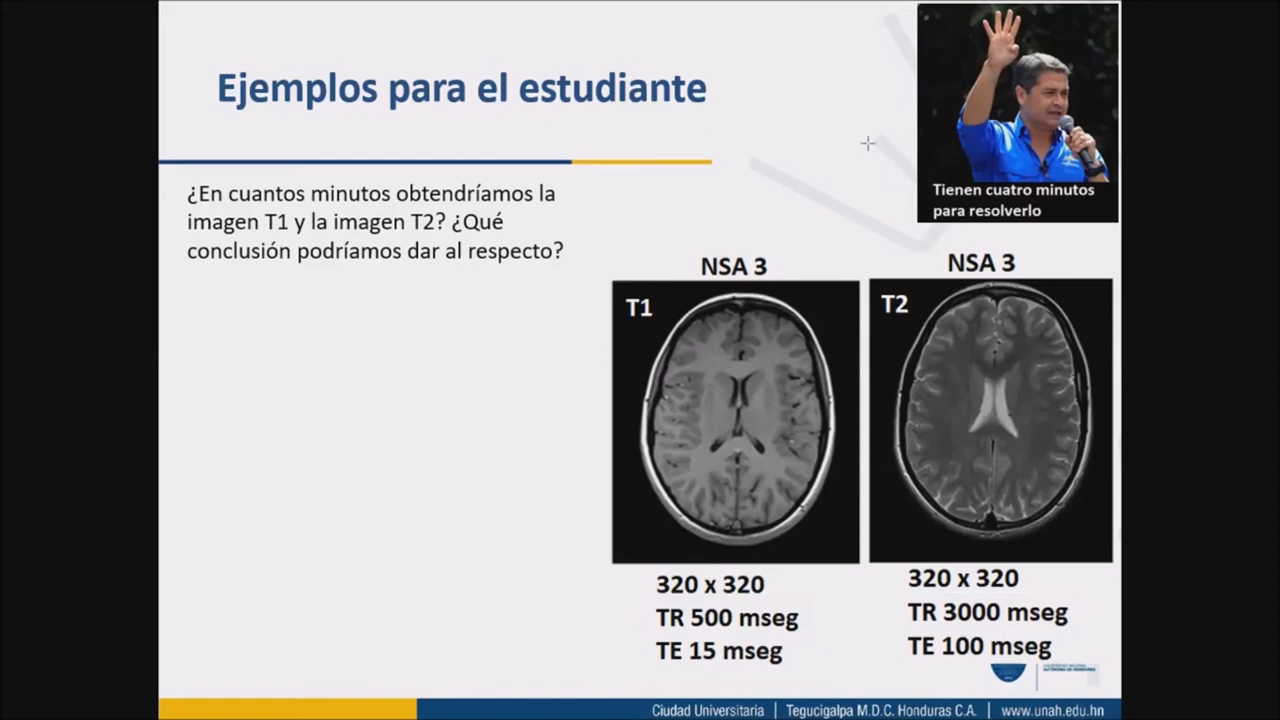 Ejemplos para el estudiante
Tienen cuatro minutos
para resolverlo
¿En cuantos minutos obtendríamos la
imagen T1 y la imagen T2? ¿Qué
conclusión podríamos dar al respecto?
NSA 3
T1
320 x 320
TR 500 mseg
TE 15 mseg
NSA 3
T2
320 x 320
TR 3000 mseg
TE 100 mseg
Ciudad Universitaria | Tegucigalpa M.D.C. Honduras C.A. | www.unah.edu.hn